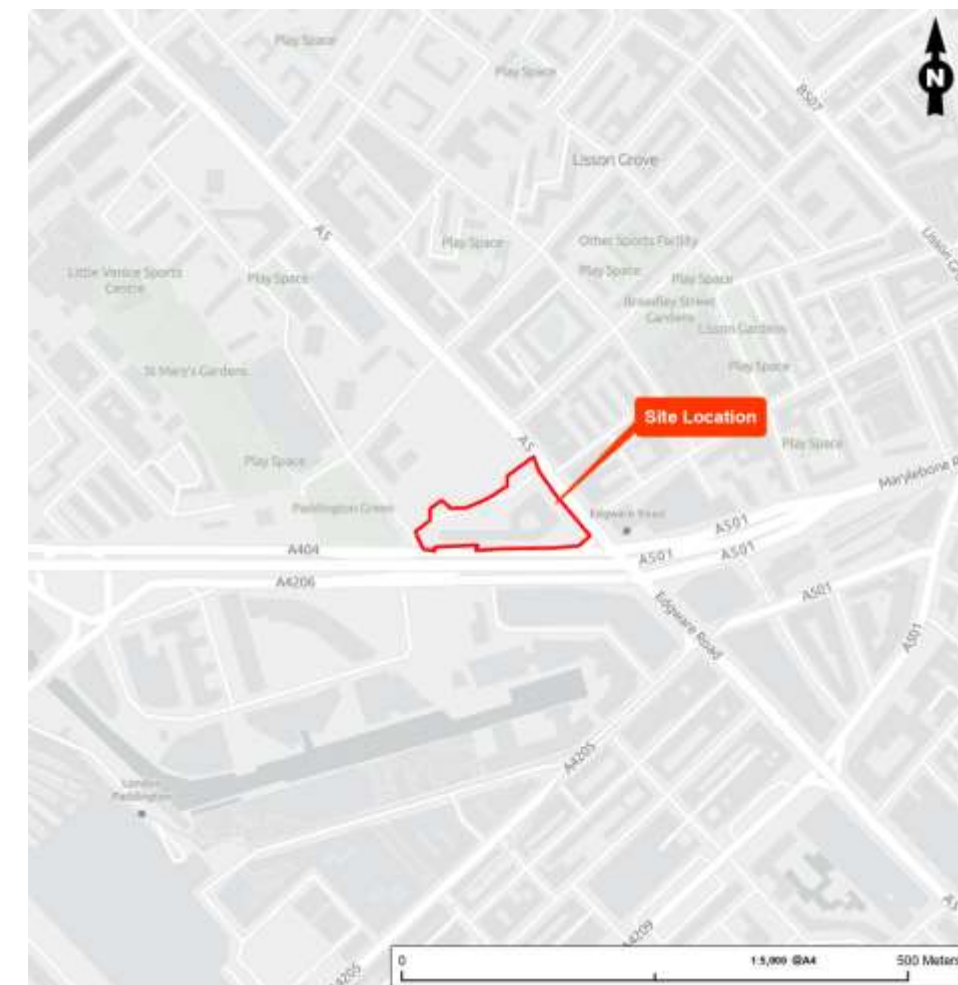 Play Space
N
Play Space
B507
Lisson Grove
A5
Play Space
Other Sports Facility
Little Venice Sports
Centre
Play Space
Play Space
Play Space
Broadley Street
Gardens
Lisson Gardens
St Mary's Gardens
Play Space
Site Location
A5
Play Space
Play Space
Marylebone R
Paddington Green
Edgware Road
A501
A404
A501
A501
A4206
A501
Edgware Road
A501
A4205
London
Paddington
A4209
A4205
0
1:5,000 @A4
500 Meters